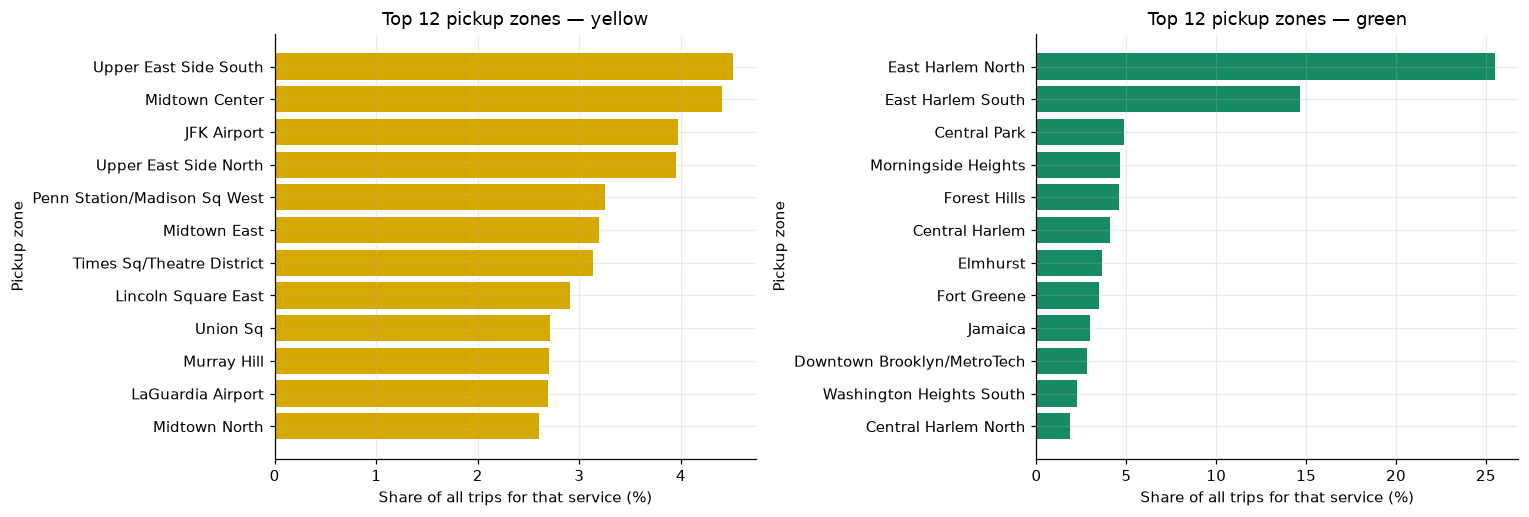 Top 12 pickup zones — yellow
Pickup zone
Upper East Side South
Midtown Center
JFK Airport
Upper East Side North
Penn Station/Madison Sq West
Midtown East
Times Sq/Theatre District
Lincoln Square East
Union Sq
Murray Hill
LaGuardia Airport
Midtown North
0 1 2 3 4
Share of all trips for that service (%)
Top 12 pickup zones — green
Pickup zone
East Harlem North
East Harlem South
Central Park
Morningside Heights
Forest Hills
Central Harlem
Elmhurst
Fort Greene
Jamaica
Downtown Brooklyn/MetroTech
Washington Heights South
Central Harlem North
0 5 10 15 20 25
Share of all trips for that service (%)